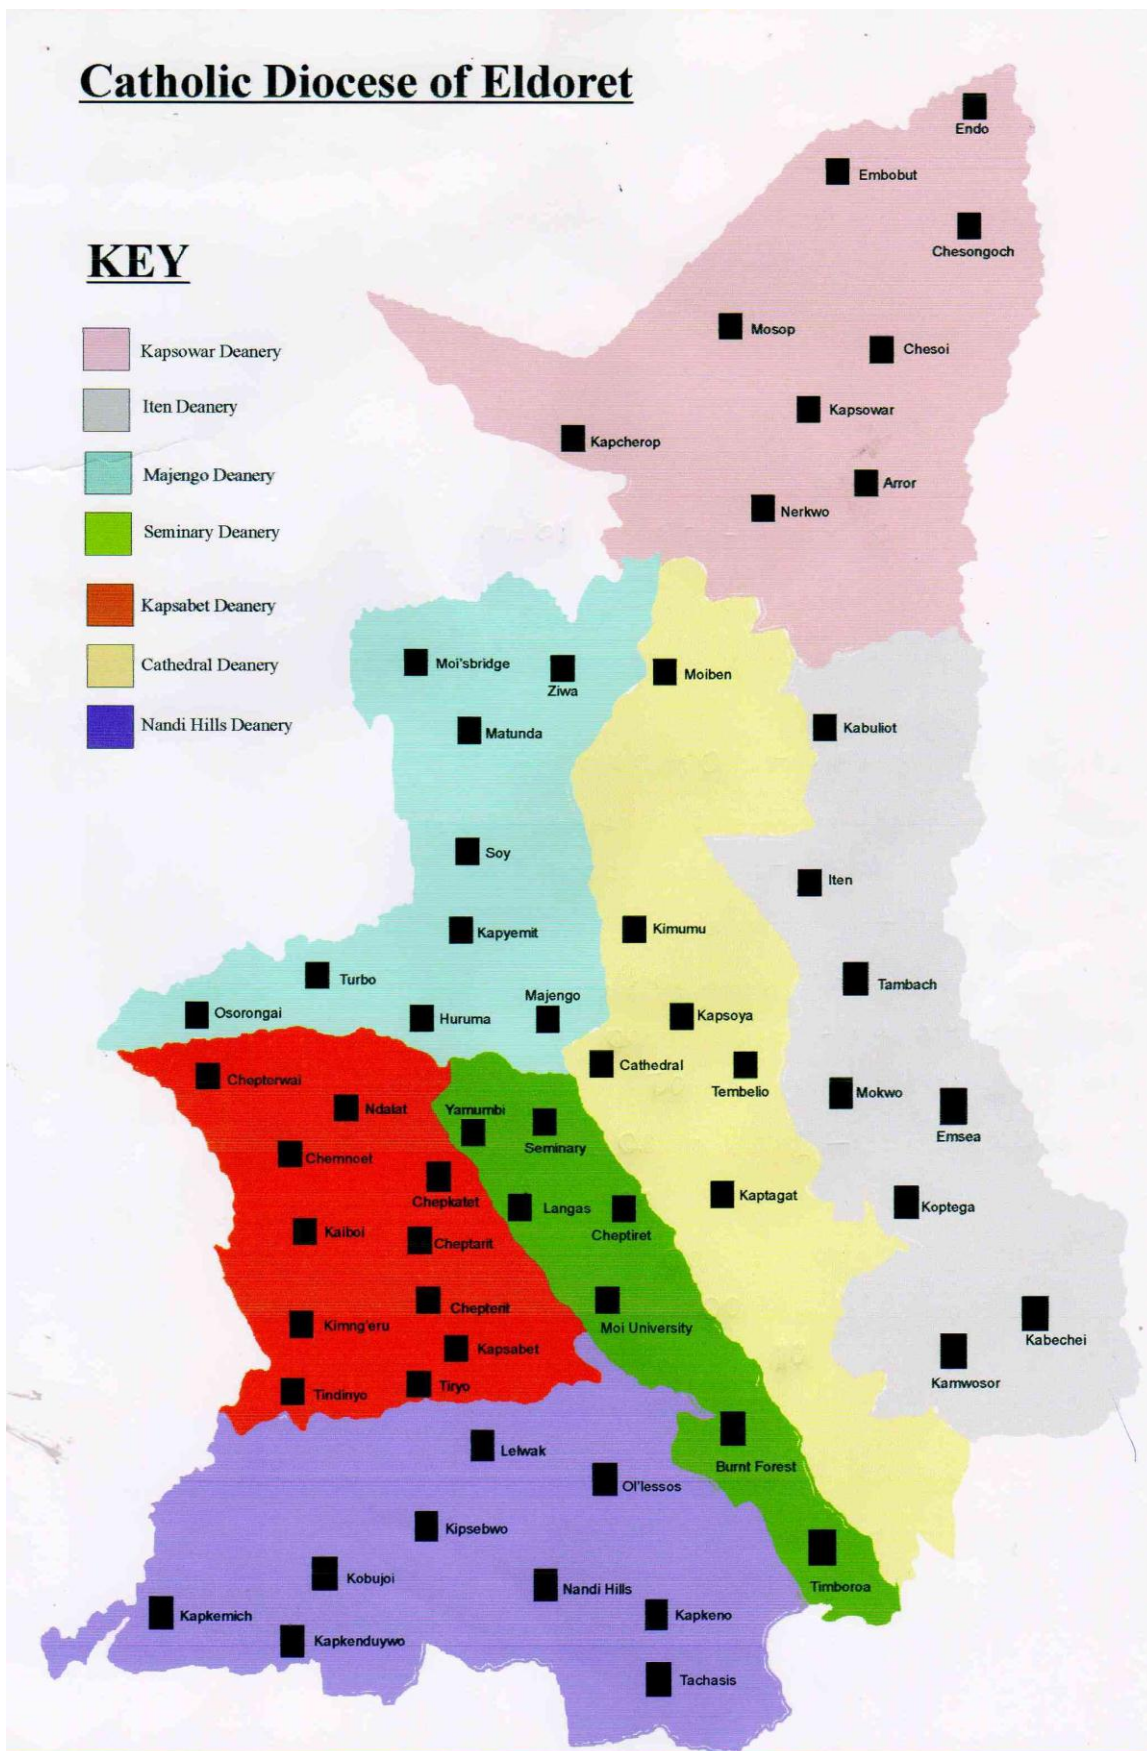 Catholic Diocese of Eldoret
Endo
Embobut
Chesongoch
KEY
Kapsowar Deanery
Iten Deanery
Majengo Deanery
Seminary Deanery
Kapsabet Deanery
Cathedral Deanery
Nandi Hills Deanery
Mosop
Chesoi
Kapsowar
Kapcherop
Arror
Nerkwo
Moi'sbridge
Ziwa
Moiben
Matunda
Kabuliot
Soy
Iten
Kapyemit
Kimumu
Turbo
Tambach
Majengo
Osorongai
Huruma
Kapsoya
Cathedral
Tembelio
Chepterwai
Mokwo
Ndalat
Yamumbi
Emsea
Seminary
Chemnoet
Chepkatet
Kaptagat
Langas
Koptega
Kaiboi
Cheptiret
Cheptarit
Chepterit
Kimng'eru
Moi University
Kabechei
Kapsabet
Kamwosor
Tindinyo
Tiryo
Lelwak
Burnt Forest
Ol'lessos
Kipsebwo
Kobujoi
Nandi Hills
Timboroa
Kapkemich
Kapkeno
Kapkenduywo
Tachasis